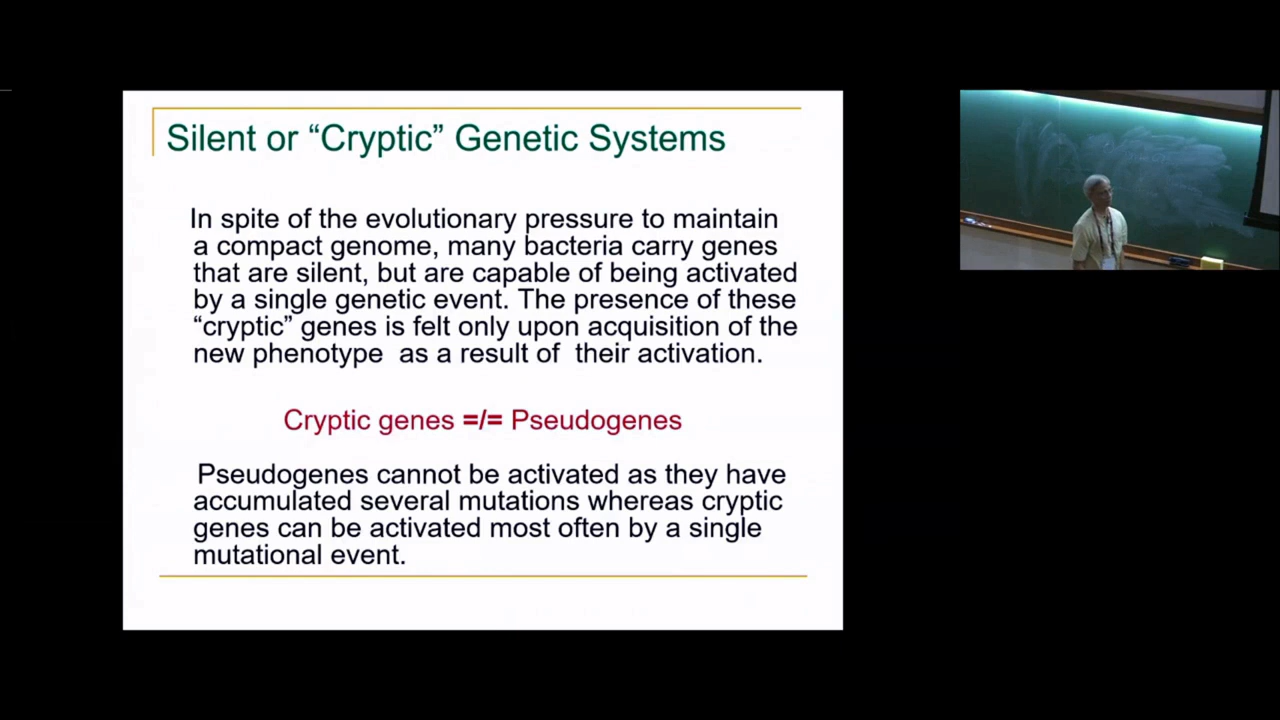 Silent or “Cryptic” Genetic Systems
In spite of the evolutionary pressure to maintain
a compact genome, many bacteria carry genes
that are silent, but are capable of being activated
by a single genetic event. The presence of these
“cryptic” genes is felt only upon acquisition of the
new phenotype as a result of their activation.
Cryptic genes =/= Pseudogenes
Pseudogenes cannot be activated as they have
accumulated several mutations whereas cryptic
genes can be activated most often by a single
mutational event.